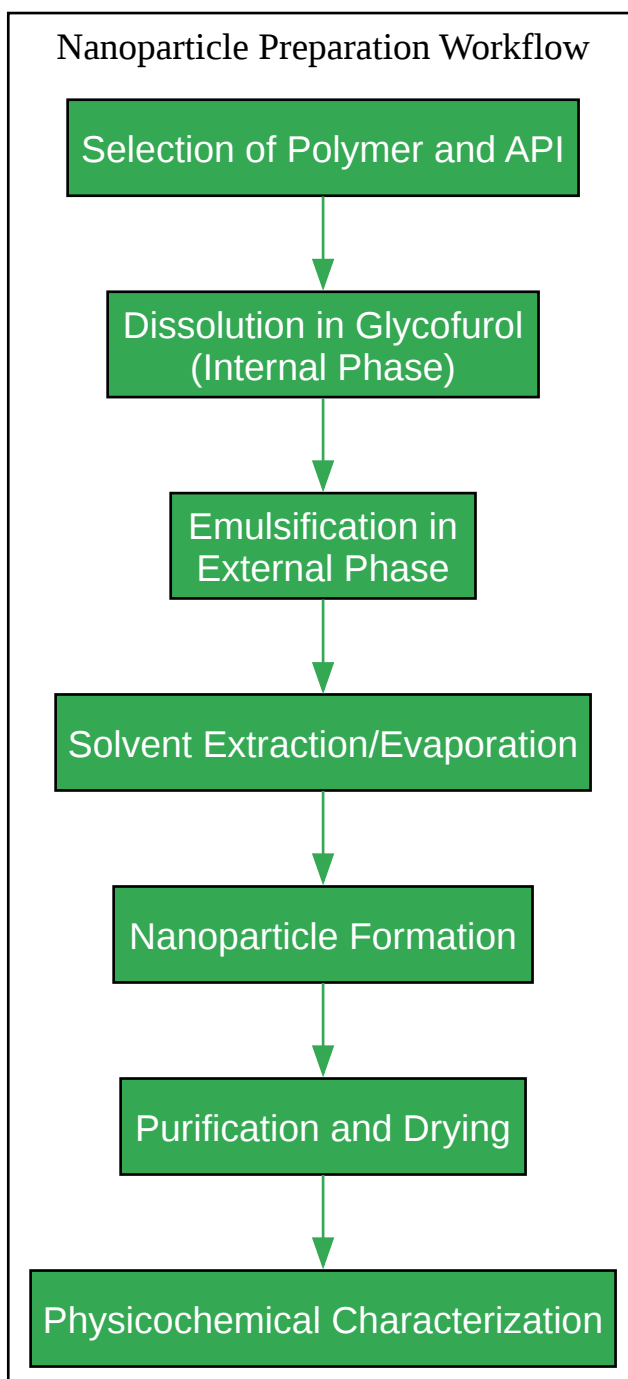 Nanoparticle Preparation Workflow
Selection of Polymer and API
Dissolution in Glycofurol
(Internal Phase)
Emulsification in
External Phase
Solvent Extraction/Evaporation
Nanoparticle Formation
Purification and Drying
Physicochemical Characterization